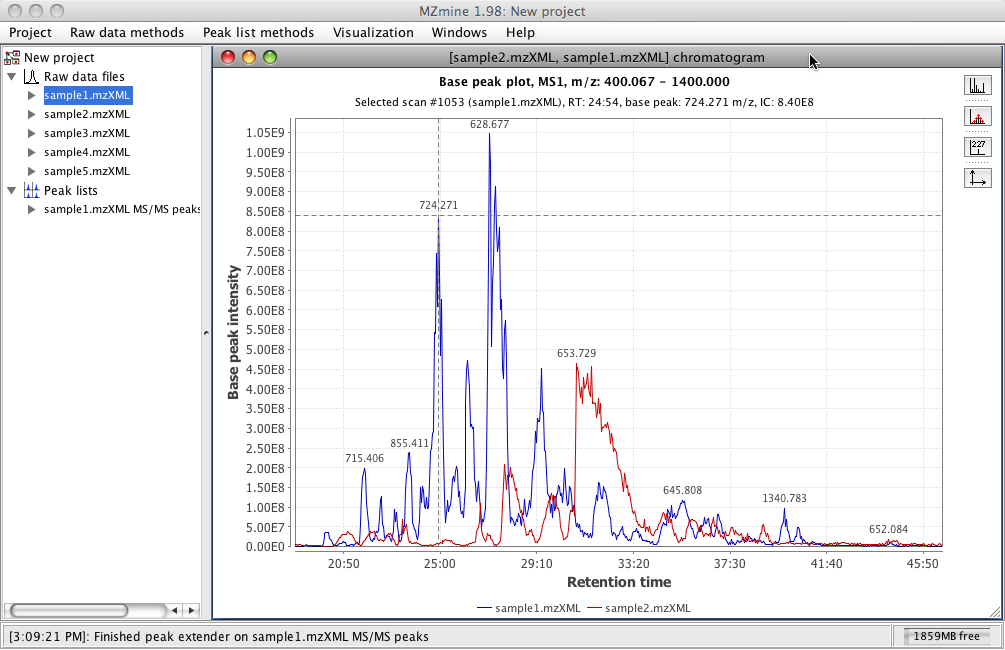 MZmine 1.98: New project
Project Raw data methods Peak list methods Visualization Windows Help
New project
Raw data files
sample1.mzXML
sample2.mzXML
sample3.mzXML
sample4.mzXML
sample5.mzXML
Peak lists
sample1.mzXML MS/MS peaks
[sample2.mzXML, sample1.mzXML] chromatogram
Base peak plot, MS1, m/z: 400.067 - 1400.000
Selected scan #1053 (sample1.mzXML), RT: 24:54, base peak: 724.271 m/z, IC: 8.40E8
227
Base peak intensity
1.05E9
1.00E9
9.50E8
9.00E8
8.50E8
8.00E8
7.50E8
7.00E8
6.50E8
6.00E8
5.50E8
5.00E8
4.50E8
4.00E8
3.50E8
3.00E8
2.50E8
2.00E8
1.50E8
1.00E8
5.00E7
0.00E0
628.677
724.271
653.729
855.411
715.406
645.808
1340.783
652.084
20:50 25:00 29:10 33:20 37:30 41:40 45:50
Retention time
sample1.mzXML sample2.mzXML
[3:09:21 PM]: Finished peak extender on sample1.mzXML MS/MS peaks
1859MB free